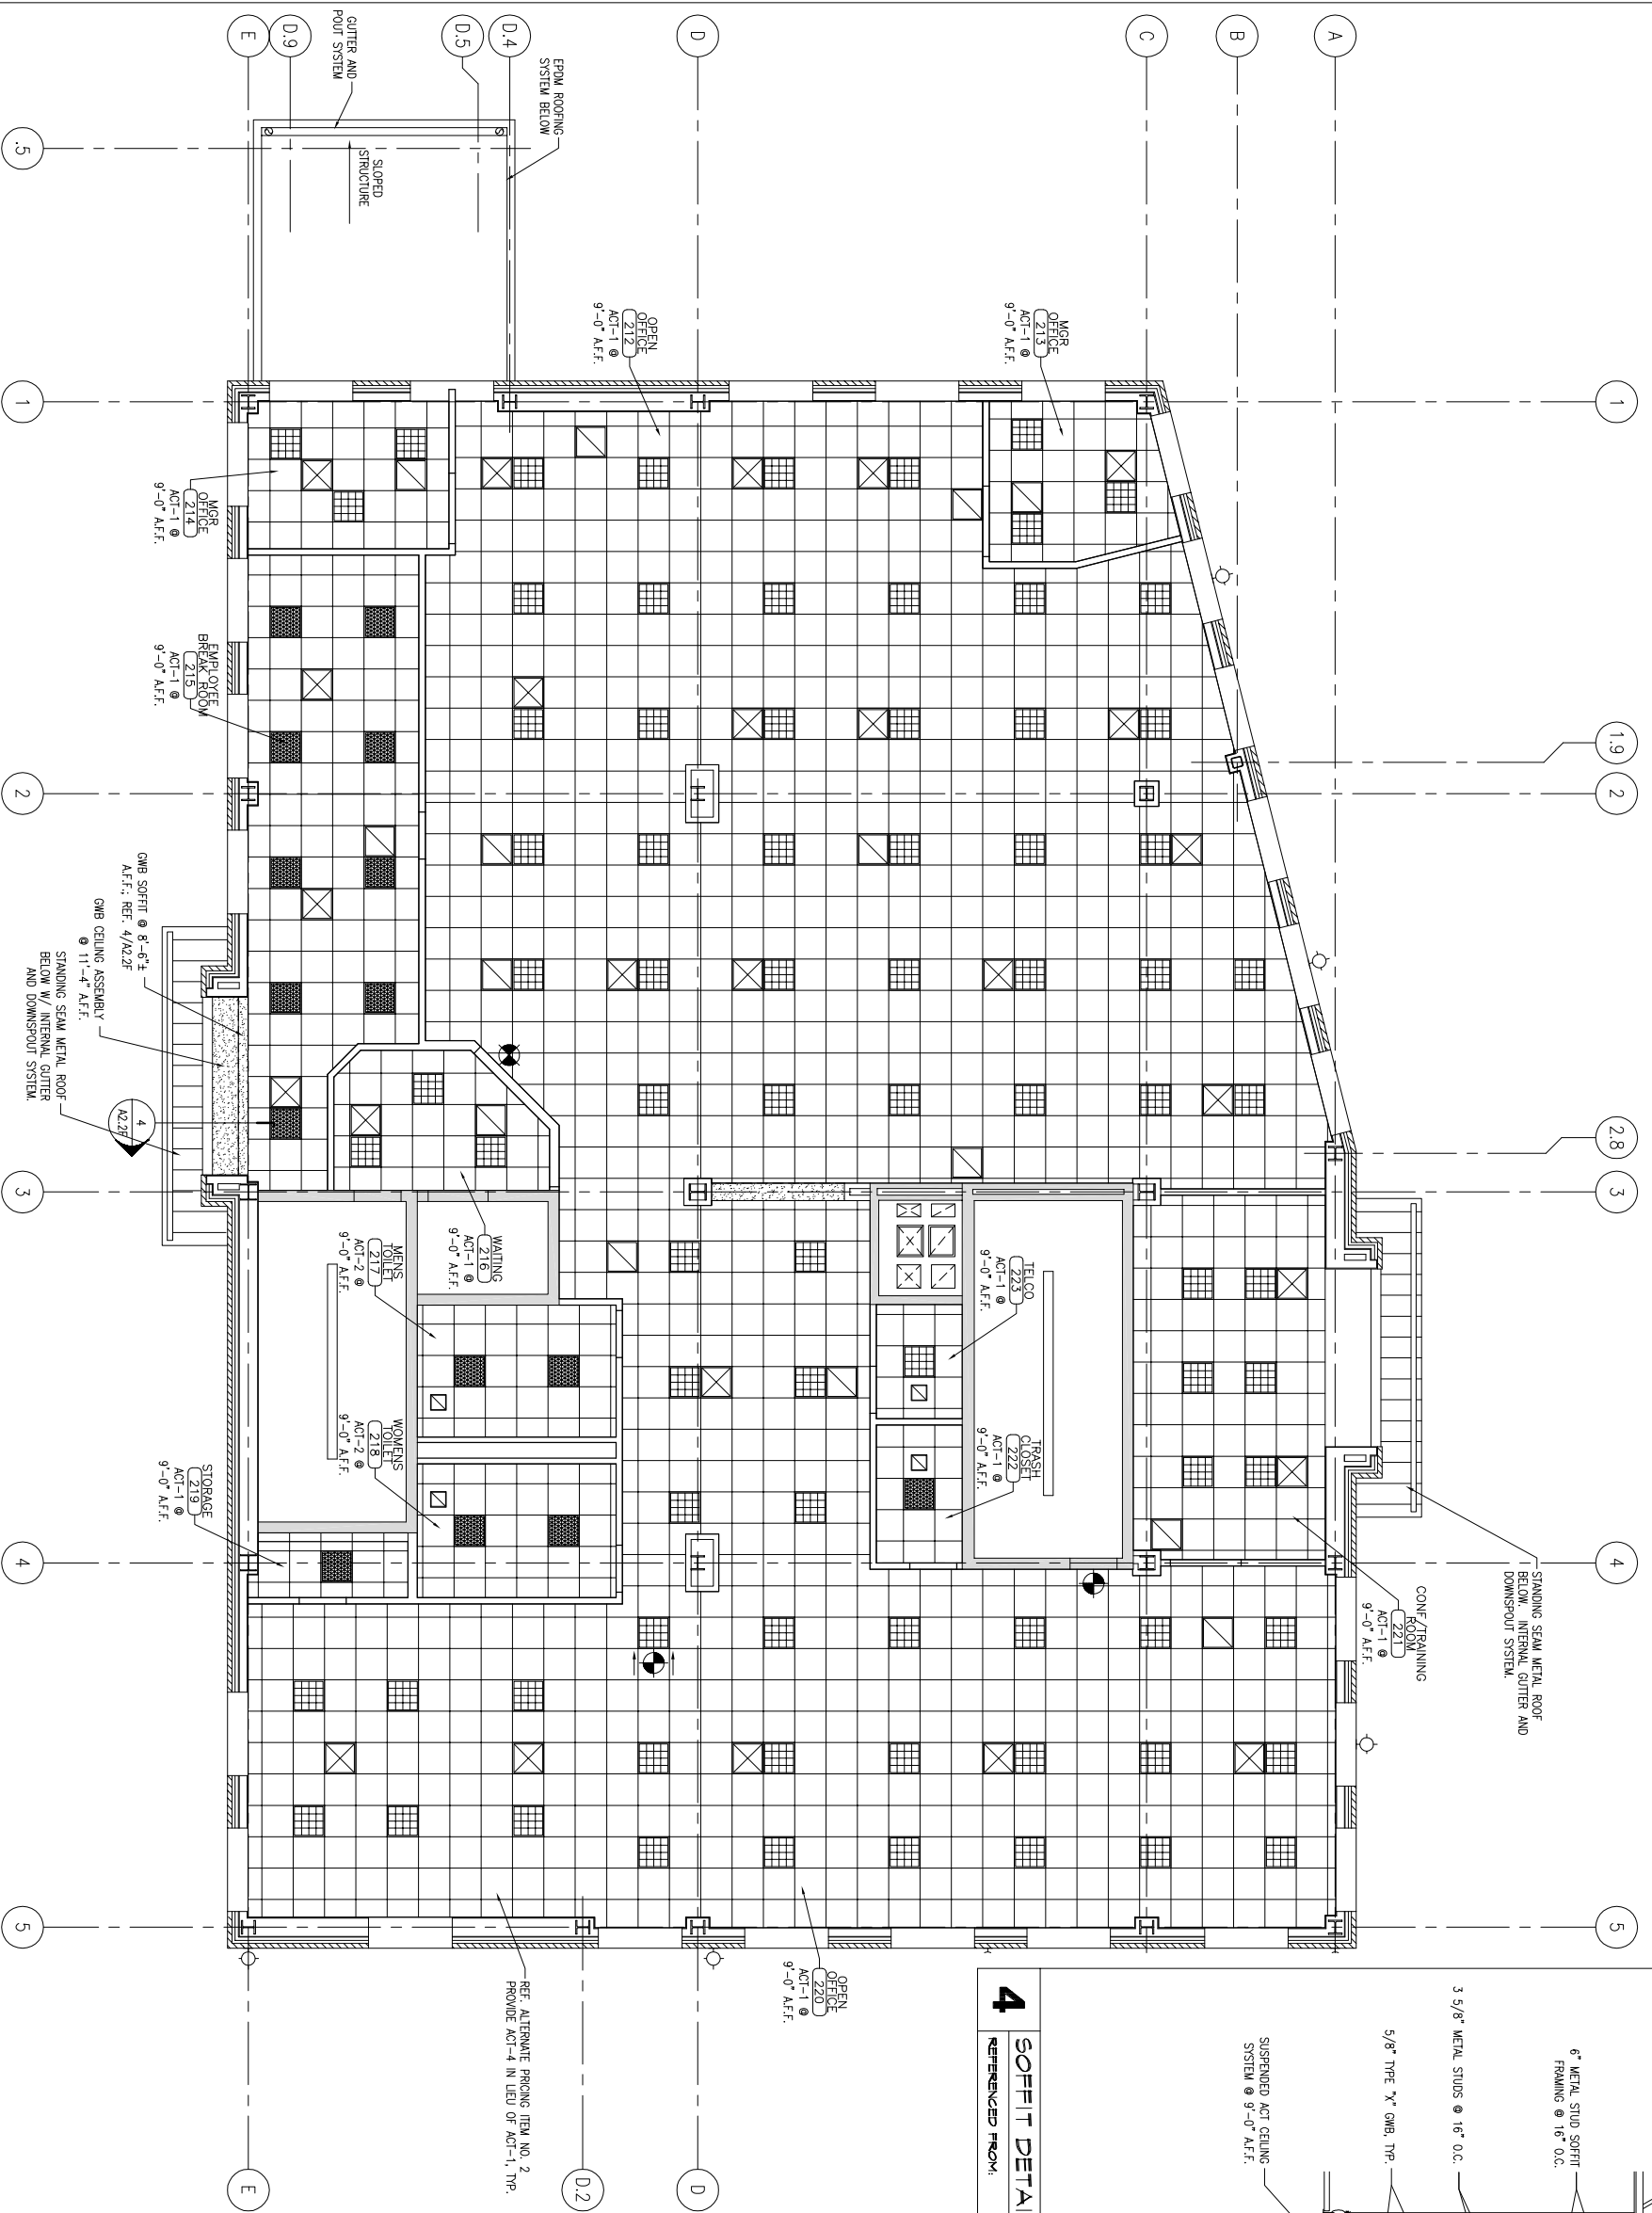 A
B
C
D
D.4
D.5
D.9
E
.5
1
2
3
4
5
1
1.9
2
2.8
3
4
5
D
D.2
E
GUTTER AND
POUT SYSTEM
EPDM ROOFING
SYSTEM BELOW
SLOPED
STRUCTURE
OPEN
OFFICE
212
ACT-1 @
9'-0" A.F.F.
MGR
OFFICE
213
ACT-1 @
9'-0" A.F.F.
MGR
OFFICE
214
ACT-1 @
9'-0" A.F.F.
EMPLOYEE
BREAK ROOM
215
ACT-1 @
9'-0" A.F.F.
GWB SOFFIT @ 8'-6"±
A.F.F.; REF. 4/A2.2F
GWB CEILING ASSEMBLY
@ 11'-4" A.F.F.
STANDING SEAM METAL ROOF
BELOW W/ INTERNAL GUTTER
AND DOWNSPOUT SYSTEM.
4
A2.2F
WAITING
216
ACT-1 @
9'-0" A.F.F.
MENS
TOILET
217
ACT-2 @
9'-0" A.F.F.
WOMENS
TOILET
218
ACT-2 @
9'-0" A.F.F.
STORAGE
219
ACT-1 @
9'-0" A.F.F.
TELCO
223
ACT-1 @
9'-0" A.F.F.
TRASH
CLOSET
222
ACT-1 @
9'-0" A.F.F.
CONF/TRAINING
ROOM
221
ACT-1 @
9'-0" A.F.F.
STANDING SEAM METAL ROOF
BELOW. INTERNAL GUTTER AND
DOWNSPOUT SYSTEM.
OPEN
OFFICE
220
ACT-1 @
9'-0" A.F.F.
REF. ALTERNATE PRICING ITEM NO. 2
PROVIDE ACT-4 IN LIEU OF ACT-1, TYP.
6" METAL STUD SOFFIT
FRAMING @ 16" O.C.
3 5/8" METAL STUDS @ 16" O.C.
5/8" TYPE "X" GWB, TYP.
SUSPENDED ACT CEILING
SYSTEM @ 9'-0" A.F.F.
4
SOFFIT DETAI
REFERENCED FROM: